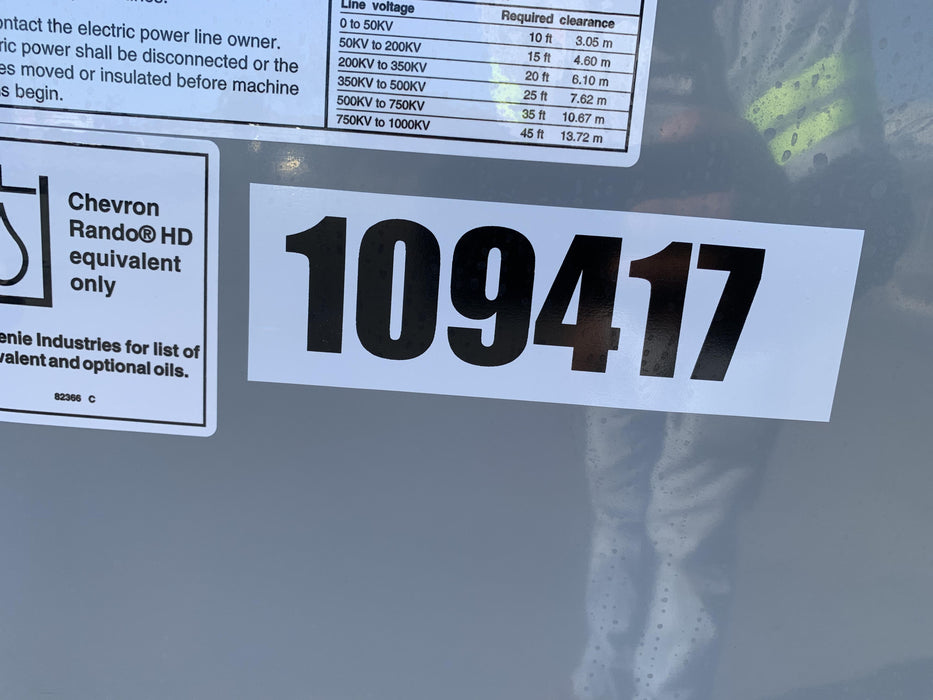 contact the electric power line owner.
power shall be disconnected or the
moved or insulated before machine
begin.
Line voltage Required clearance
0 to 50KV 10 ft 3.05 m
50KV to 200KV 15 ft 4.60 m
200KV to 350KV 20 ft 6.10 m
350KV to 500KV 25 ft 7.62 m
500KV to 750KV 35 ft 10.67 m
750KV to 1000KV 45 ft 13.72 m
Chevron
Rando® HD
equivalent
only
enie Industries for list of
valent and optional oils.
82366 C
109417